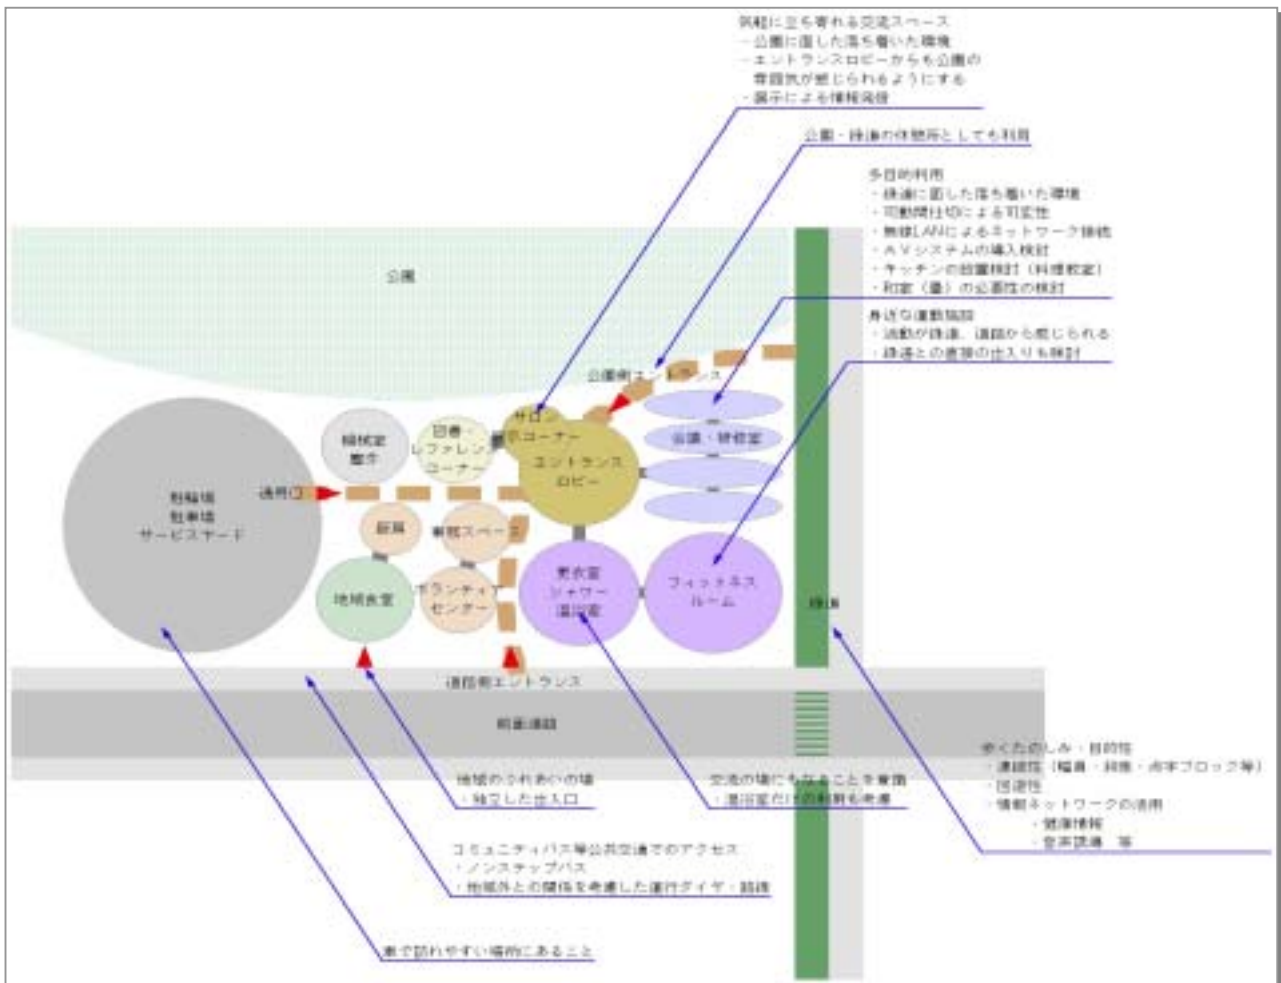 気軽に立ち寄れる交流スペース
－公園に面した落ち着いた環境
－エントランスロビーからも公園の
雰囲気が感じられるようにする
・展示による情報発信
公園・緑道の休憩所としても利用
多目的利用
・緑道に面した落ち着いた環境
・可動間仕切による可変性
・無線LANによるネットワーク接続
・AVシステムの導入検討
・キッチンの設置検討（料理教室）
・和室（畳）の必要性の検討
身近な運動施設
・活動が緑道、道路から感じられる
・緑道との直接の出入りも検討
公園
公園側エントランス
サロン
展示コーナー
エントランス
ロビー
図書・
レファレンス
コーナー
機械室
会議・研修室
通用口
駐輪場
駐車場
サービスヤード
厨房
事務スペース
地域食堂
ボランティア
センター
更衣室
シャワー
温浴室
フィットネス
ルーム
緑道
道路側エントランス
前面道路
地域のふれあいの場
・独立した出入口
交流の場にもなることを意図
・温浴室だけの利用も考慮
歩くたのしみ・目的性
・連続性（幅員・段差・点字ブロック等）
・回遊性
・情報ネットワークの活用
・健康情報
・音声誘導　等
コミュニティバス等公共交通でのアクセス
・ノンステップバス
・地域外との関係を考慮した運行ダイヤ・路線
車で訪れやすい場所にあること